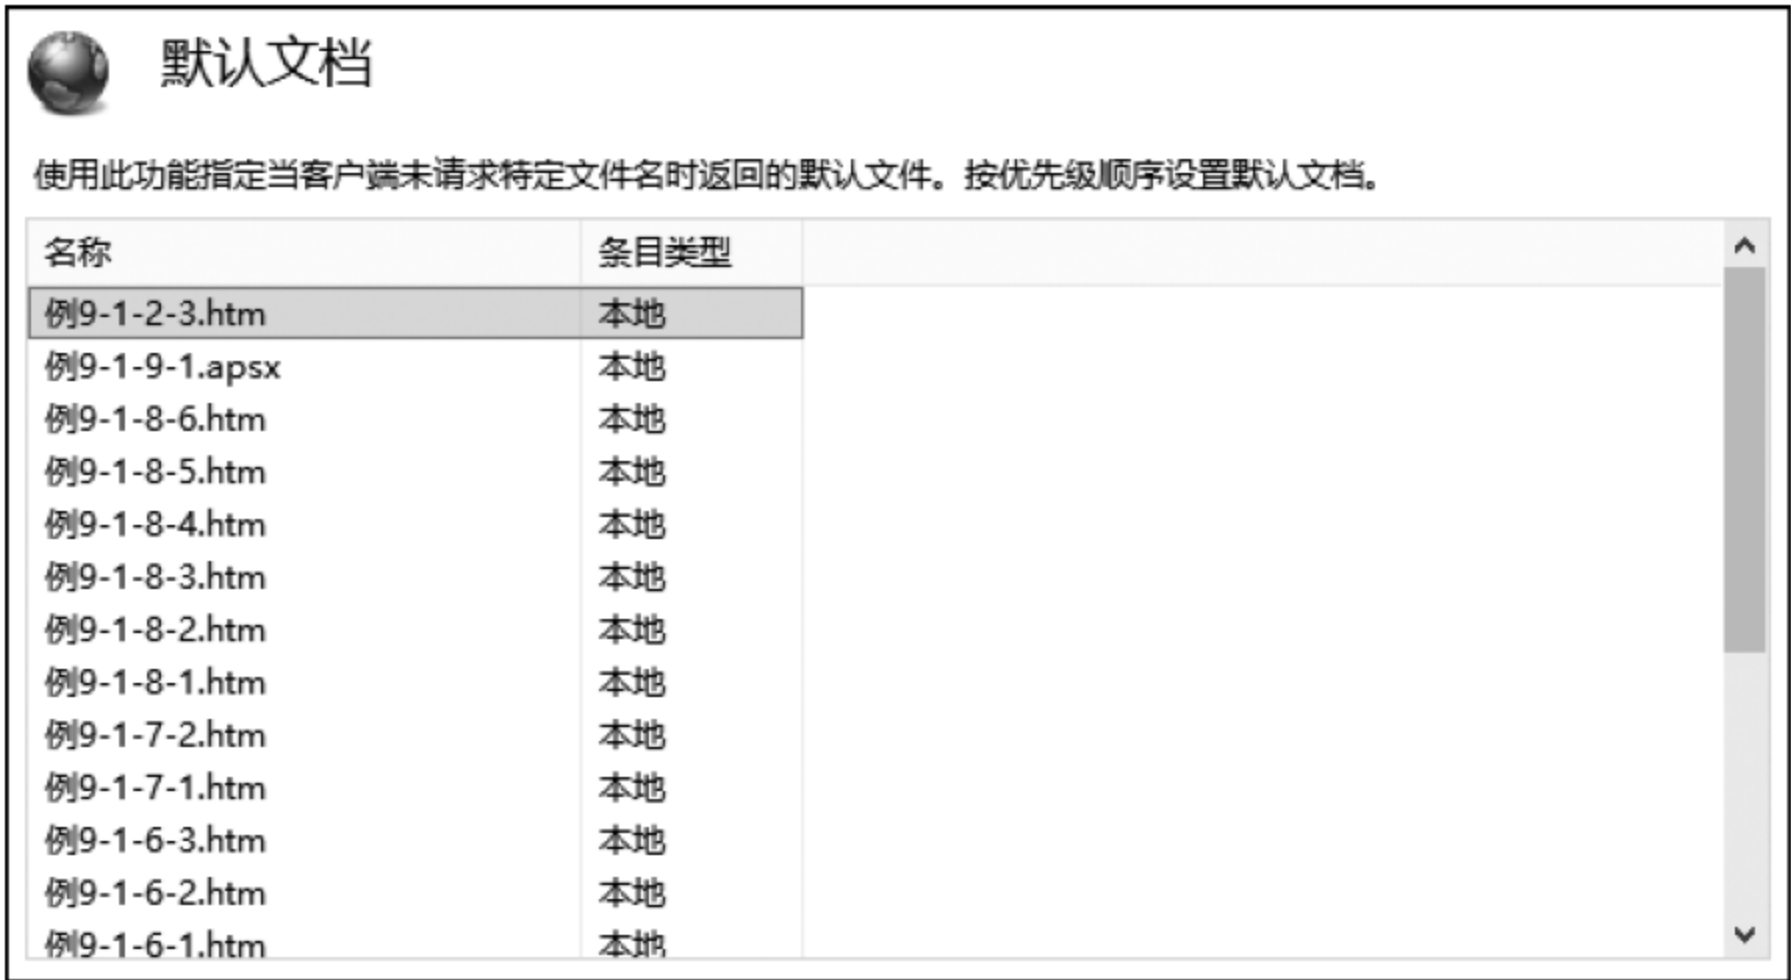 默认文档
使用此功能指定当客户端未请求特定文件名时返回的默认文件。按优先级顺序设置默认文档。
名称 条目类型
例9-1-2-3.htm 本地
例9-1-9-1.apsx 本地
例9-1-8-6.htm 本地
例9-1-8-5.htm 本地
例9-1-8-4.htm 本地
例9-1-8-3.htm 本地
例9-1-8-2.htm 本地
例9-1-8-1.htm 本地
例9-1-7-2.htm 本地
例9-1-7-1.htm 本地
例9-1-6-3.htm 本地
例9-1-6-2.htm 本地
例9-1-6-1.htm 本地